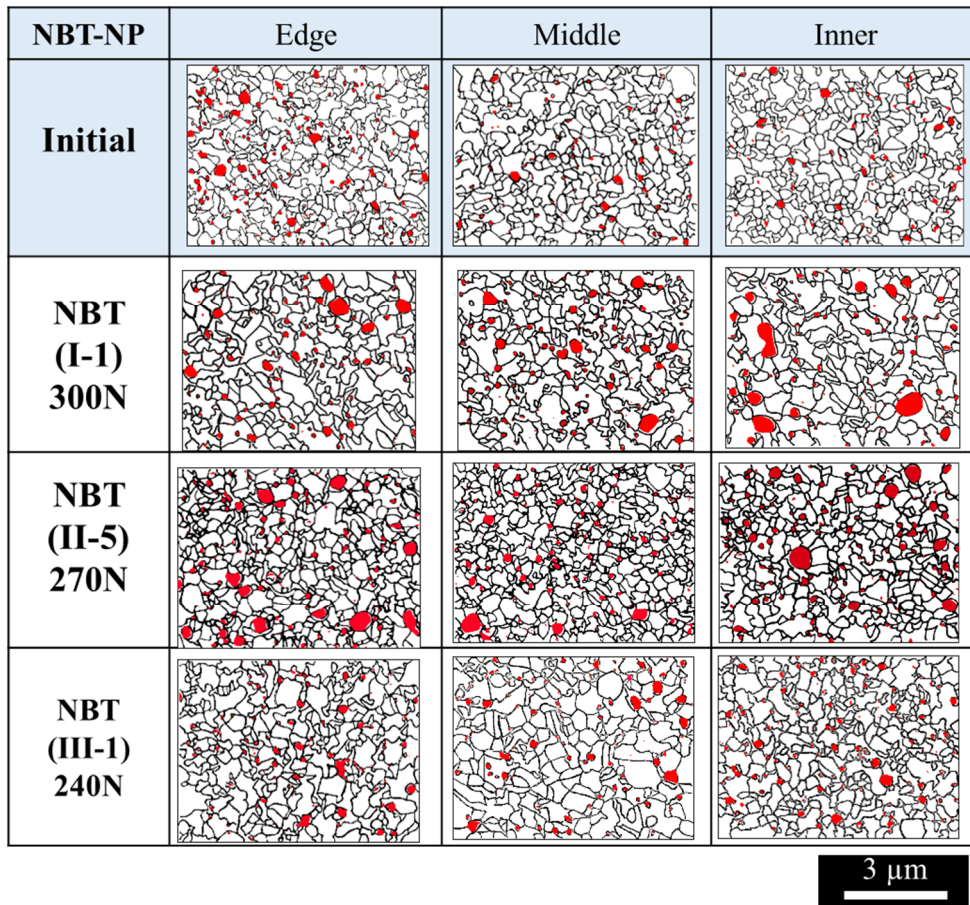 NBT-NP Edge Middle Inner
Initial
NBT
(I-1)
300N
NBT
(II-5)
270N
NBT
(III-1)
240N
3 µm